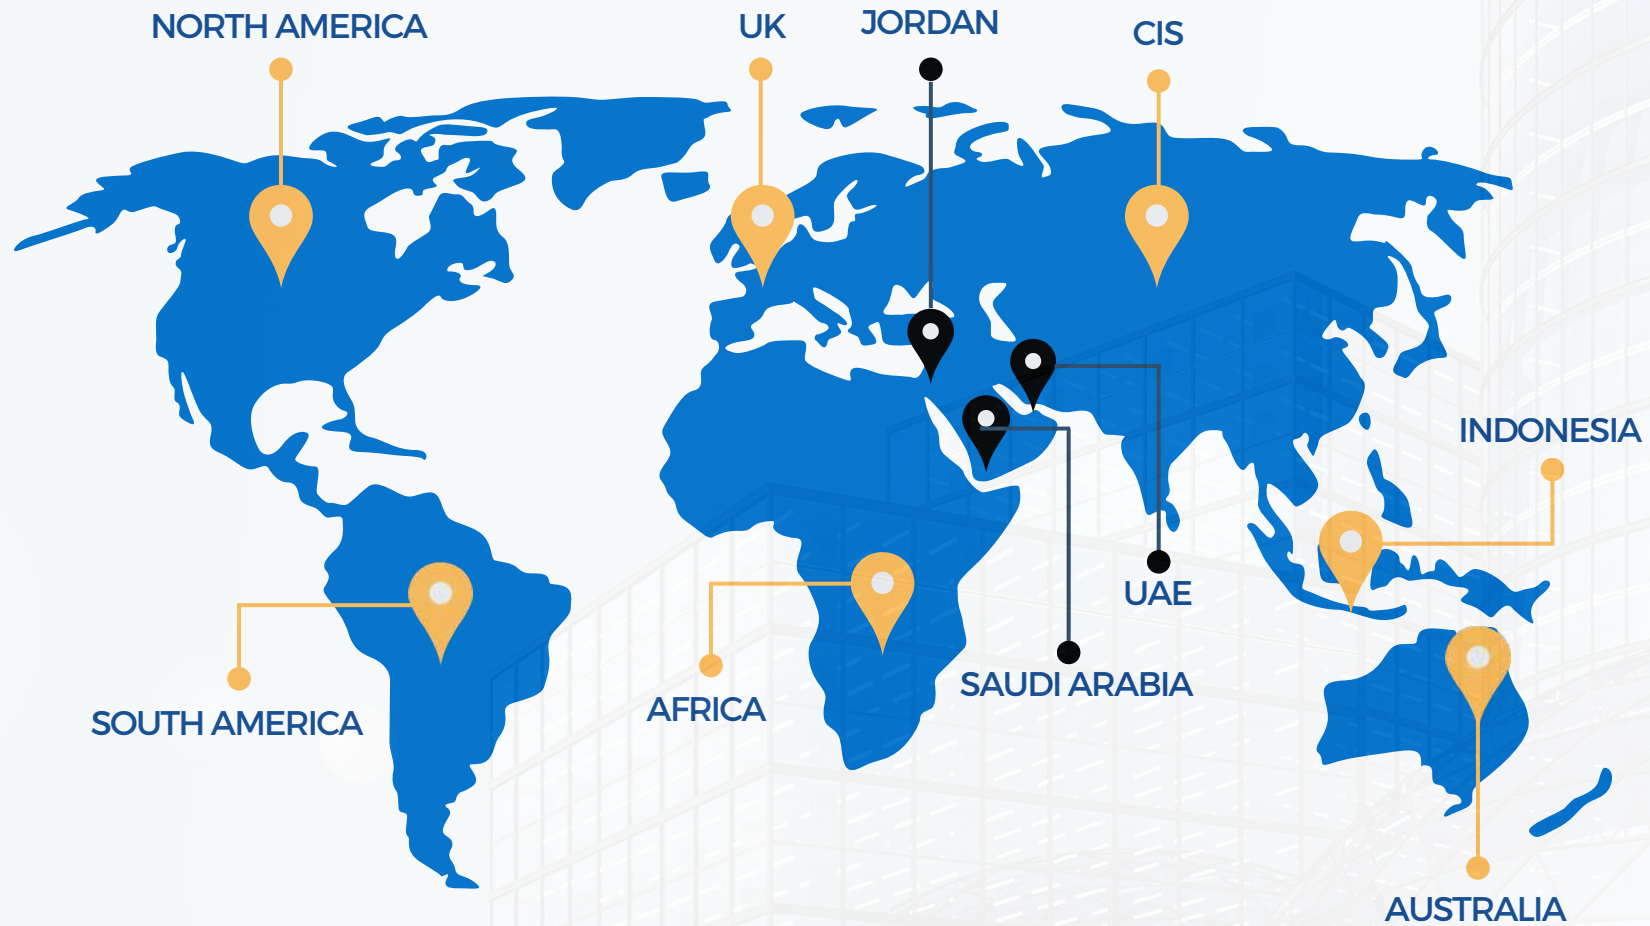 NORTH AMERICA
UK
JORDAN
CIS
INDONESIA
UAE
SAUDI ARABIA
AFRICA
SOUTH AMERICA
AUSTRALIA